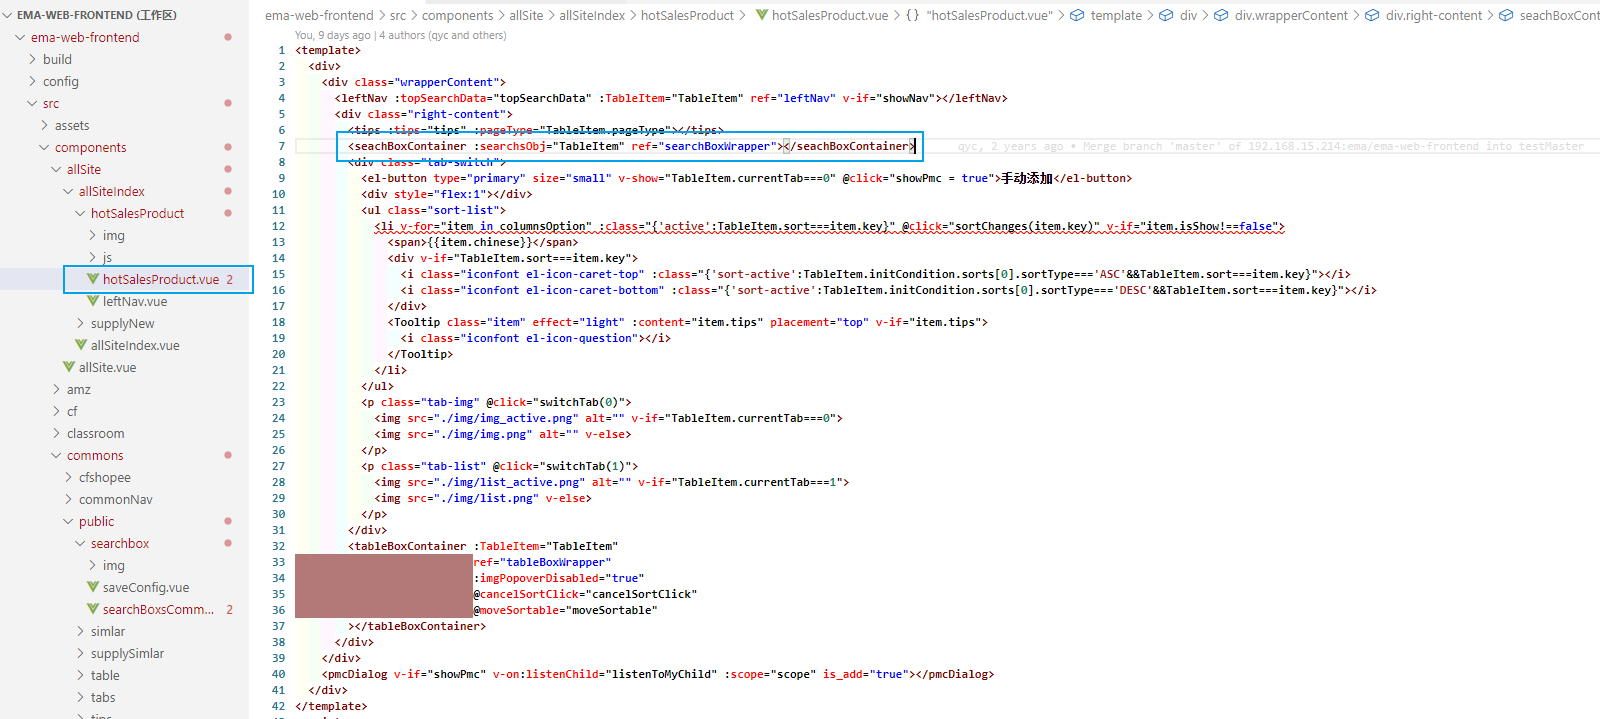 EMA-WEB-FRONTEND (工作区)
ema-web-frontend
build
config
src
assets
components
allSite
allSiteIndex
hotSalesProduct
img
js
hotSalesProduct.vue 2
leftNav.vue
supplyNew
allSiteIndex.vue
allSite.vue
amz
cf
classroom
commons
cfshopee
commonNav
public
searchbox
img
saveConfig.vue
searchBoxsComm... 2
simlar
supplySimlar
table
tabs
tips
ema-web-frontend > src > components > allSite > allSiteIndex > hotSalesProduct > hotSalesProduct.vue > {} "hotSalesProduct.vue" > template > div > div.wrapperContent > div.right-content > seachBoxCont
You, 9 days ago | 4 authors (qyc and others)
1 <template>
2 <div>
3 <div class="wrapperContent">
4 <leftNav :topSearchData="topSearchData" :TableItem="TableItem" ref="leftNav" v-if="showNav"></leftNav>
5 <div class="right-content">
6 <tips :tips="tips" :pageType="TableItem.pageType"></tips>
7 <seachBoxContainer :searchsObj="TableItem" ref="searchBoxWrapper"></seachBoxContainer> qyc, 2 years ago • Merge branch 'master' of 192.168.15.214:ema/ema-web-frontend into testMaster
8 <div class="tab-switch">
9 <el-button type="primary" size="small" v-show="TableItem.currentTab===0" @click="showPmc = true">手动添加</el-button>
10 <div style="flex:1"></div>
11 <ul class="sort-list">
12 <li v-for="item in columnsOption" :class="{'active':TableItem.sort===item.key}" @click="sortChanges(item.key)" v-if="item.isShow!==false">
13 <span>{{item.chinese}}</span>
14 <div v-if="TableItem.sort===item.key">
15 <i class="iconfont el-icon-caret-top" :class="{'sort-active':TableItem.initCondition.sorts[0].sortType==='ASC'&&TableItem.sort===item.key}"></i>
16 <i class="iconfont el-icon-caret-bottom" :class="{'sort-active':TableItem.initCondition.sorts[0].sortType==='DESC'&&TableItem.sort===item.key}"></i>
17 </div>
18 <Tooltip class="item" effect="light" :content="item.tips" placement="top" v-if="item.tips">
19 <i class="iconfont el-icon-question"></i>
20 </Tooltip>
21 </li>
22 </ul>
23 <p class="tab-img" @click="switchTab(0)">
24 <img src="./img/img_active.png" alt="" v-if="TableItem.currentTab===0">
25 <img src="./img/img.png" alt="" v-else>
26 </p>
27 <p class="tab-list" @click="switchTab(1)">
28 <img src="./img/list_active.png" alt="" v-if="TableItem.currentTab===1">
29 <img src="./img/list.png" v-else>
30 </p>
31 </div>
32 <tableBoxContainer :TableItem="TableItem"
33 ref="tableBoxWrapper"
34 :imgPopoverDisabled="true"
35 @cancelSortClick="cancelSortClick"
36 @moveSortable="moveSortable"
37 ></tableBoxContainer>
38 </div>
39 </div>
40 <pmcDialog v-if="showPmc" v-on:listenChild="listenToMyChild" :scope="scope" is_add="true"></pmcDialog>
41 </div>
42 </template>